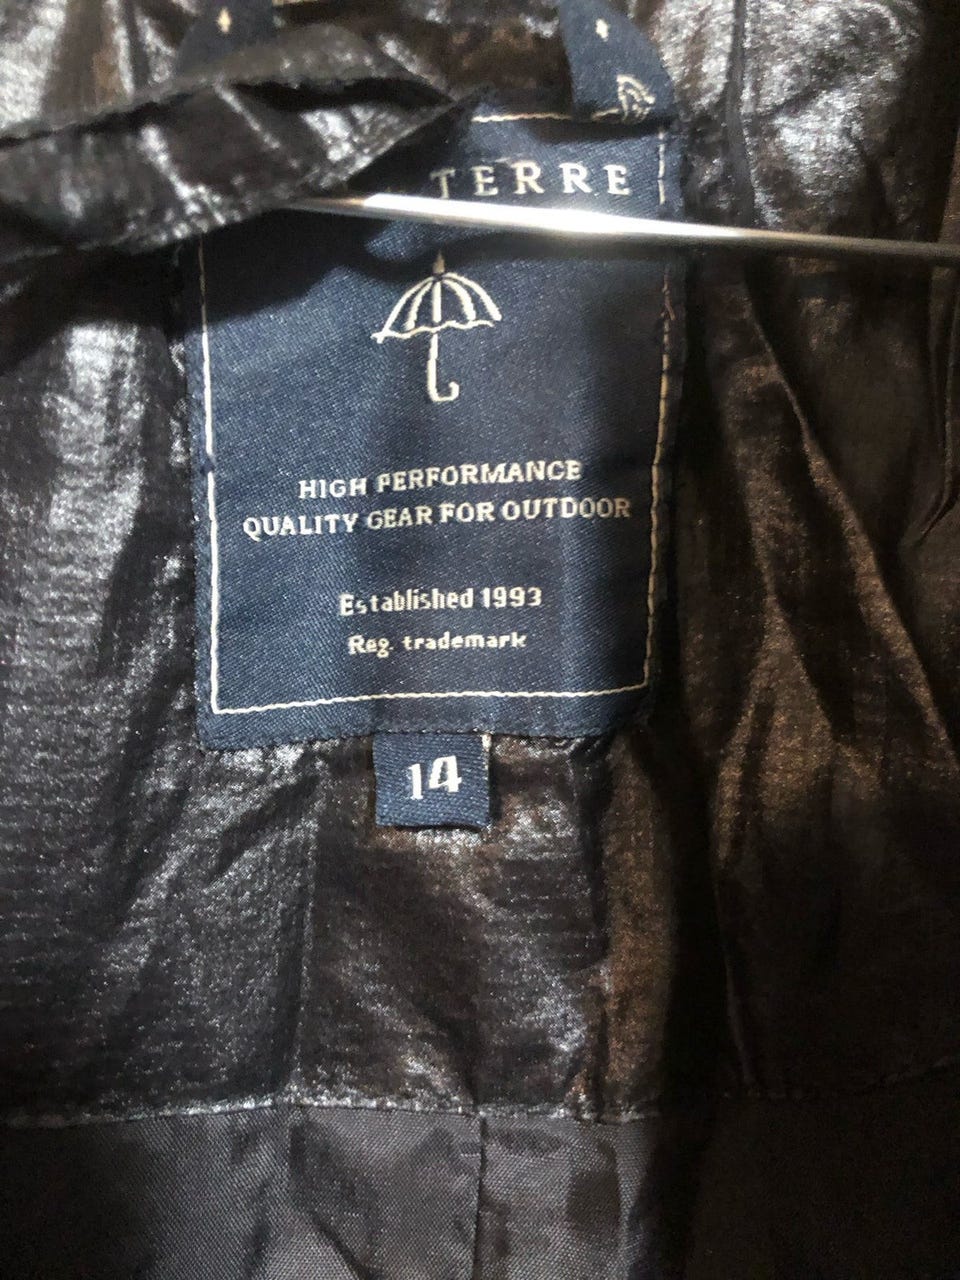 TERRE
HIGH PERFORMANCE
QUALITY GEAR FOR OUTDOOR
Established 1993
Reg. trademark
14